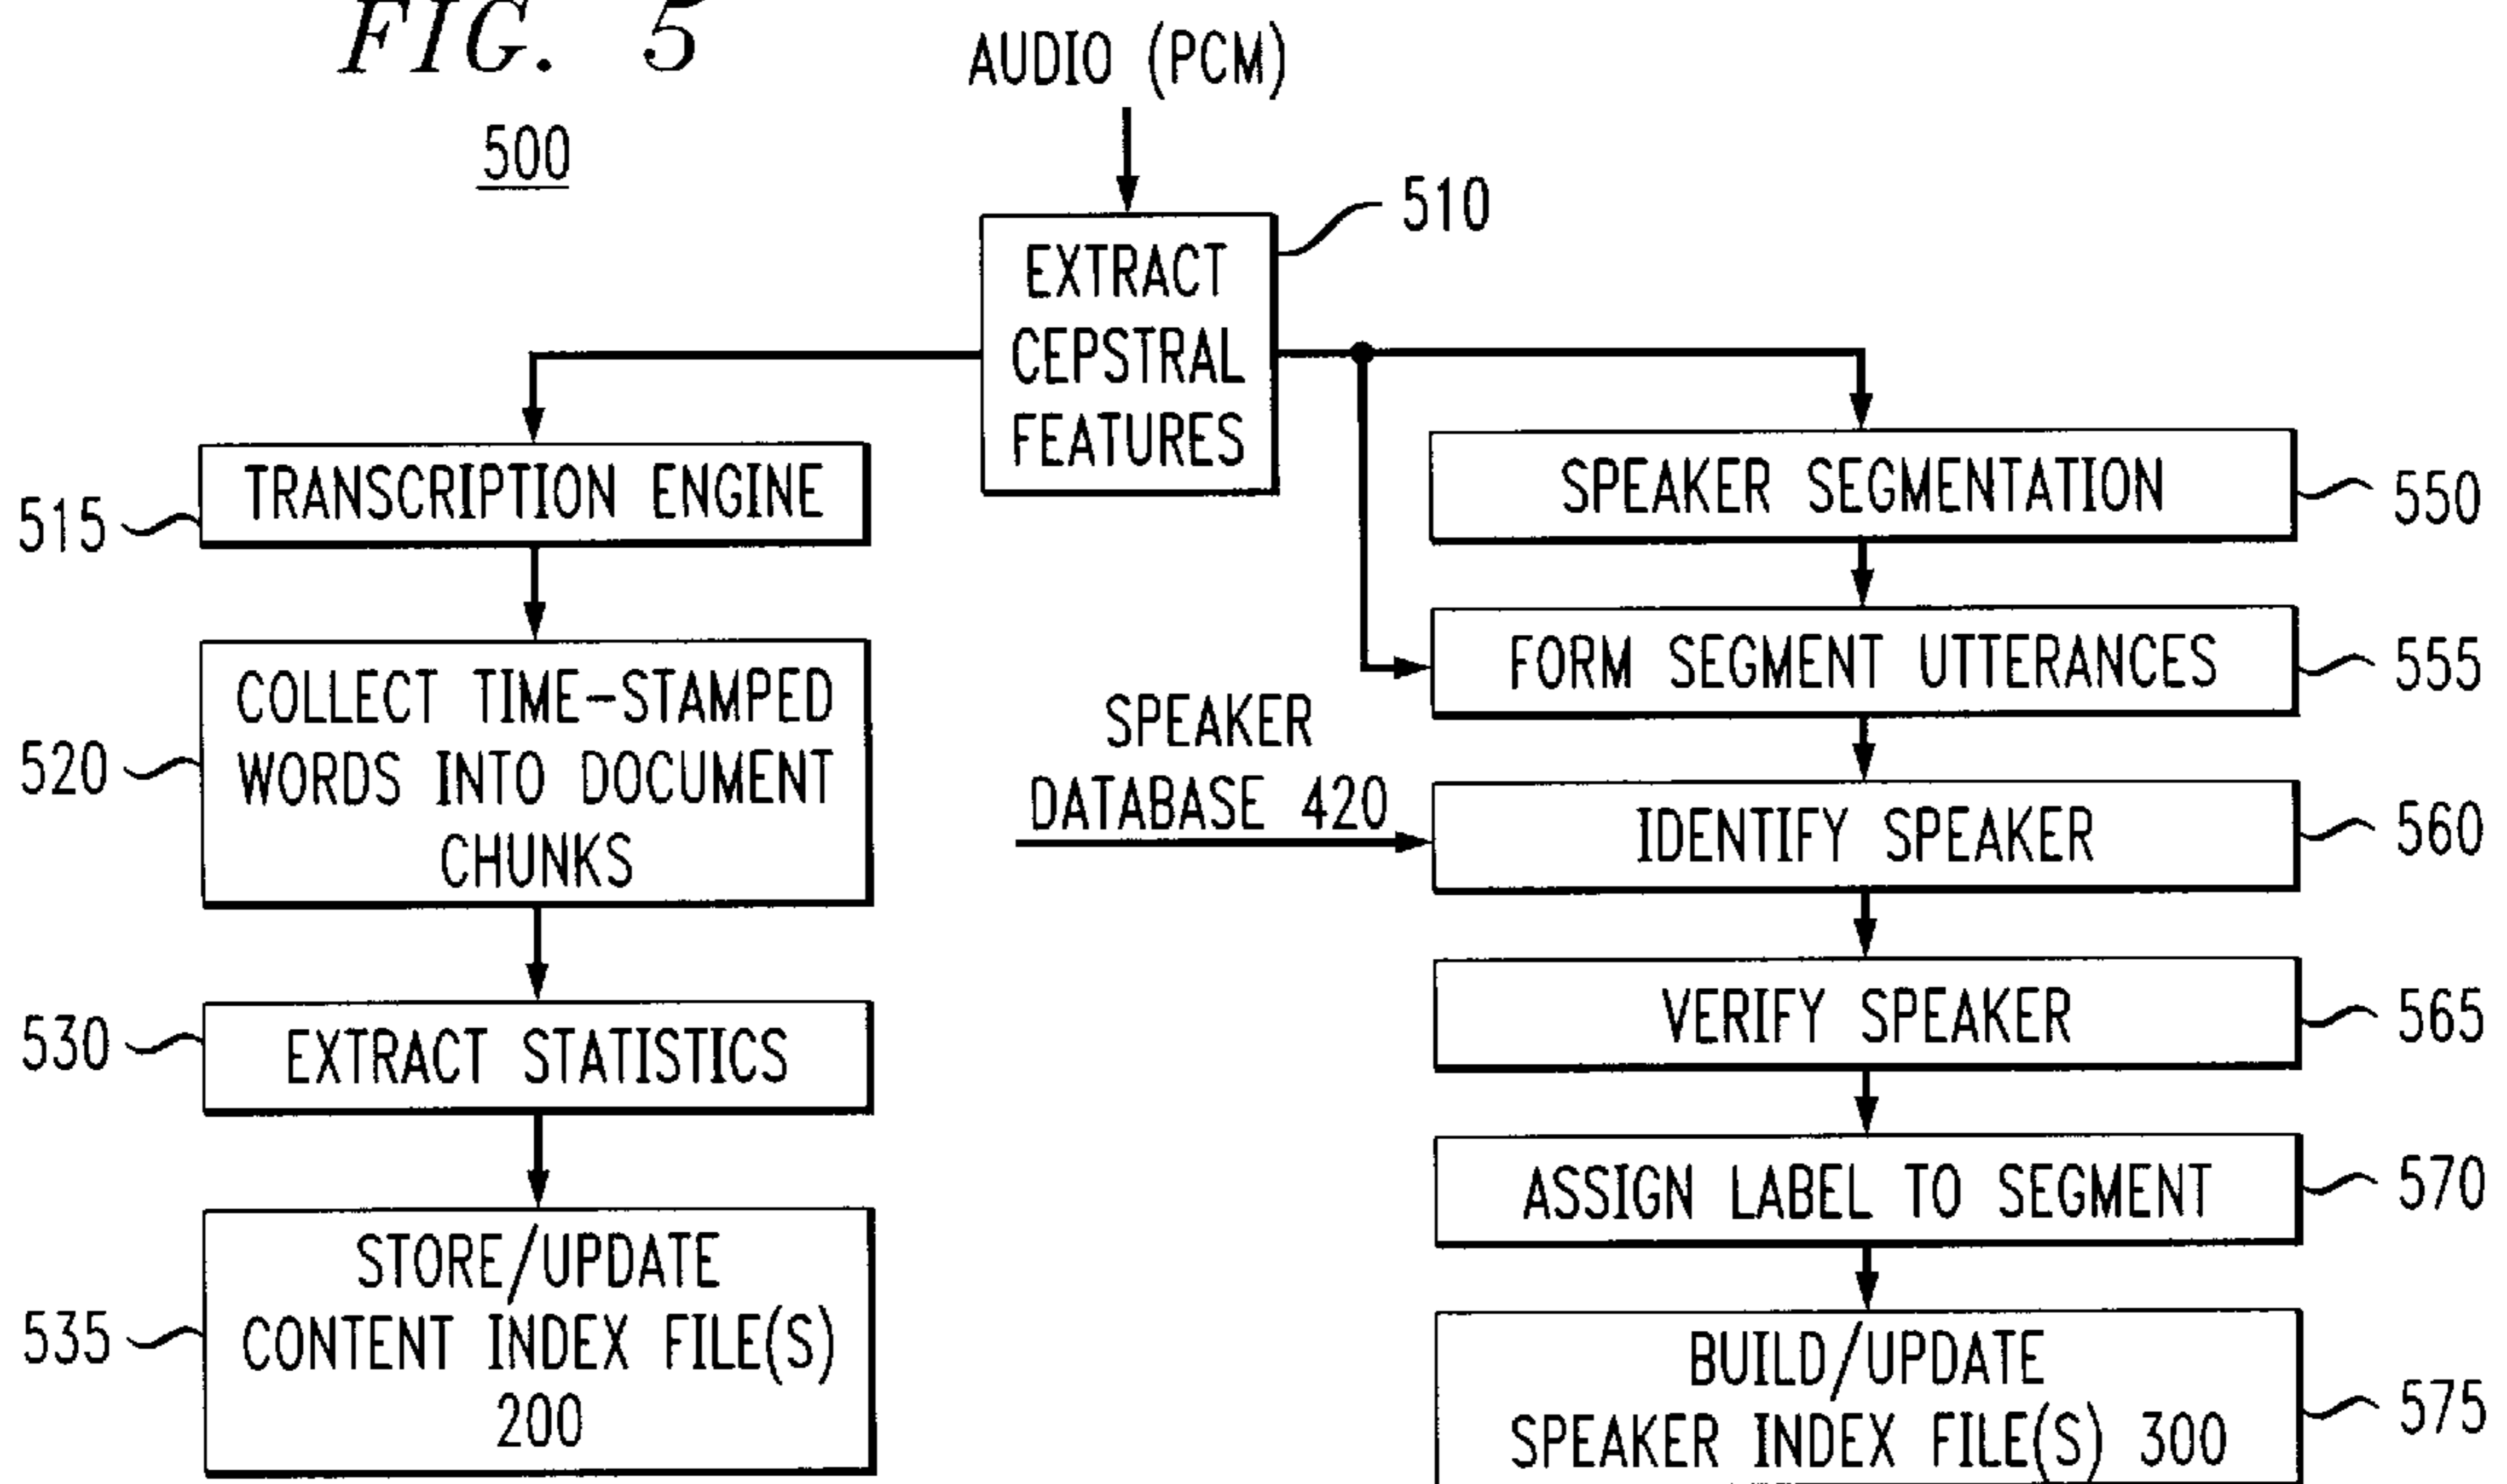 FIG. 5
500
AUDIO (PCM)
510
EXTRACT
CEPSTRAL
FEATURES
515
TRANSCRIPTION ENGINE
520
COLLECT TIME-STAMPED
WORDS INTO DOCUMENT
CHUNKS
530
EXTRACT STATISTICS
535
STORE/UPDATE
CONTENT INDEX FILE(S)
200
SPEAKER SEGMENTATION
550
FORM SEGMENT UTTERANCES
555
SPEAKER
DATABASE 420
IDENTIFY SPEAKER
560
VERIFY SPEAKER
565
ASSIGN LABEL TO SEGMENT
570
BUILD/UPDATE
SPEAKER INDEX FILE(S) 300
575